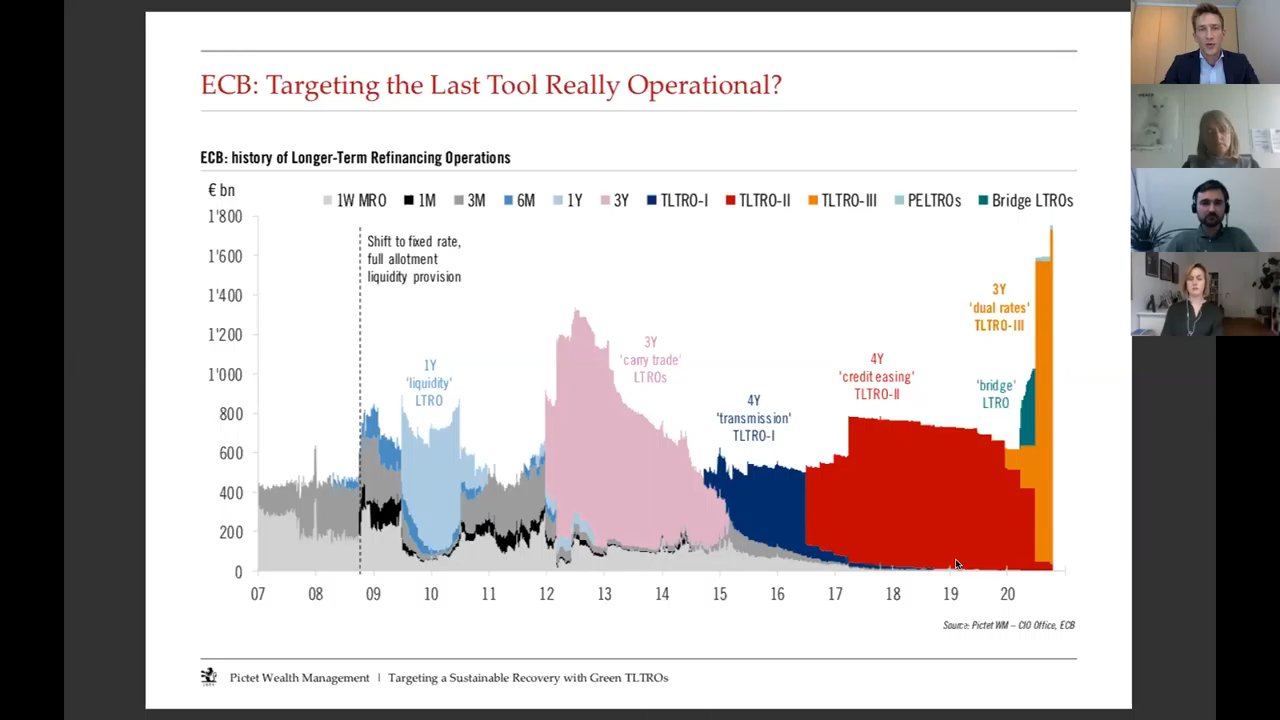 ECB: Targeting the Last Tool Really Operational?
ECB: history of Longer-Term Refinancing Operations
€ bn
1W MRO 1M 3M 6M 1Y 3Y TLTRO-I TLTRO-II TLTRO-III PELTROs Bridge LTROs
1'800
1'600
1'400
1'200
1'000
800
600
400
200
0
Shift to fixed rate,
full allotment
liquidity provision
1Y
'liquidity'
LTRO
3Y
'carry trade'
LTROs
4Y
'transmission'
TLTRO-I
4Y
'credit easing'
TLTRO-II
'bridge'
LTRO
3Y
'dual rates'
TLTRO-III
07 08 09 10 11 12 13 14 15 16 17 18 19 20
Source: Pictet WM – CIO Office, ECB
Pictet Wealth Management | Targeting a Sustainable Recovery with Green TLTROs